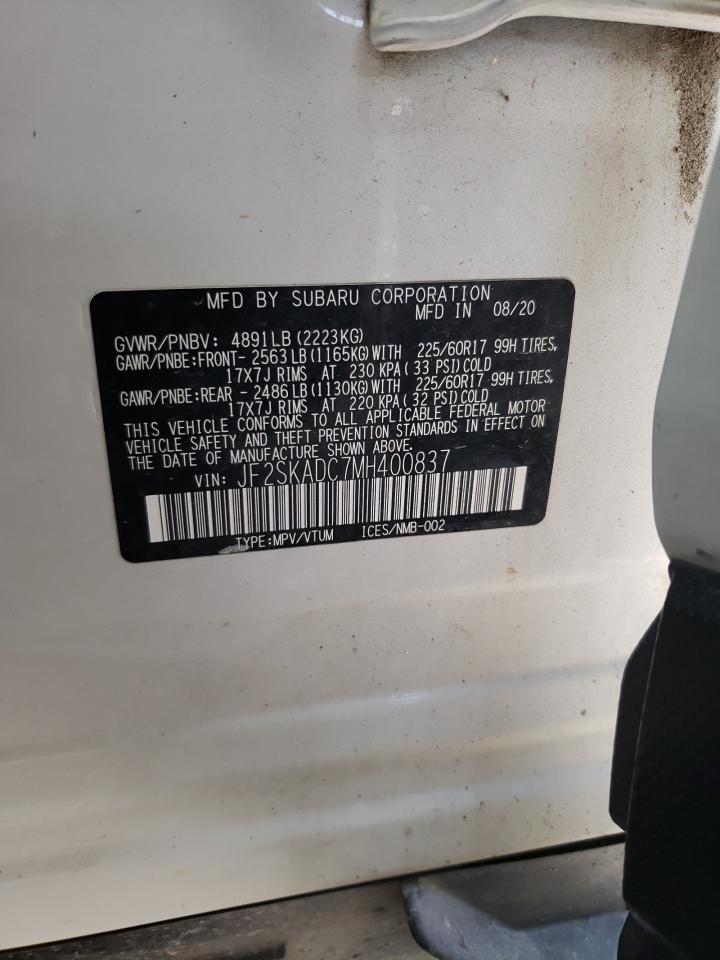 MFD BY SUBARU CORPORATION
MFD IN 08/20
GVWR/PNBV: 4891LB (2223KG)
GAWR/PNBE:FRONT- 2563 LB (1165KG) WITH 225/60R17 99H TIRES,
17X7J RIMS AT 230 KPA ( 33 PSI) COLD
GAWR/PNBE:REAR - 2486 LB (1130KG) WITH 225/60R17 99H TIRES,
17X7J RIMS AT 220 KPA ( 32 PSI) COLD
THIS VEHICLE CONFORMS TO ALL APPLICABLE FEDERAL MOTOR
VEHICLE SAFETY AND THEFT PREVENTION STANDARDS IN EFFECT ON
THE DATE OF MANUFACTURE SHOWN ABOVE.
VIN: JF2SKADC7MH400837
TYPE:MPV/VTUM ICES/NMB-002